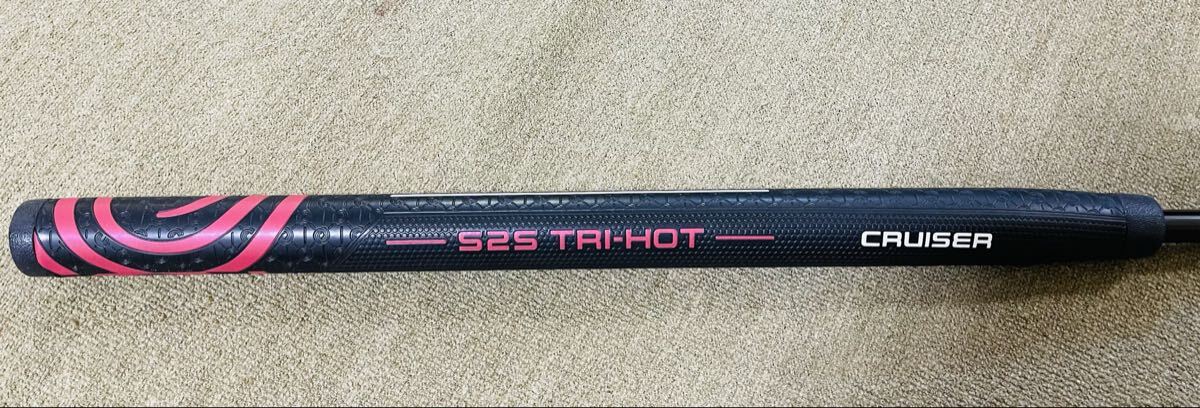 S2S TRI-HOT CRUISER